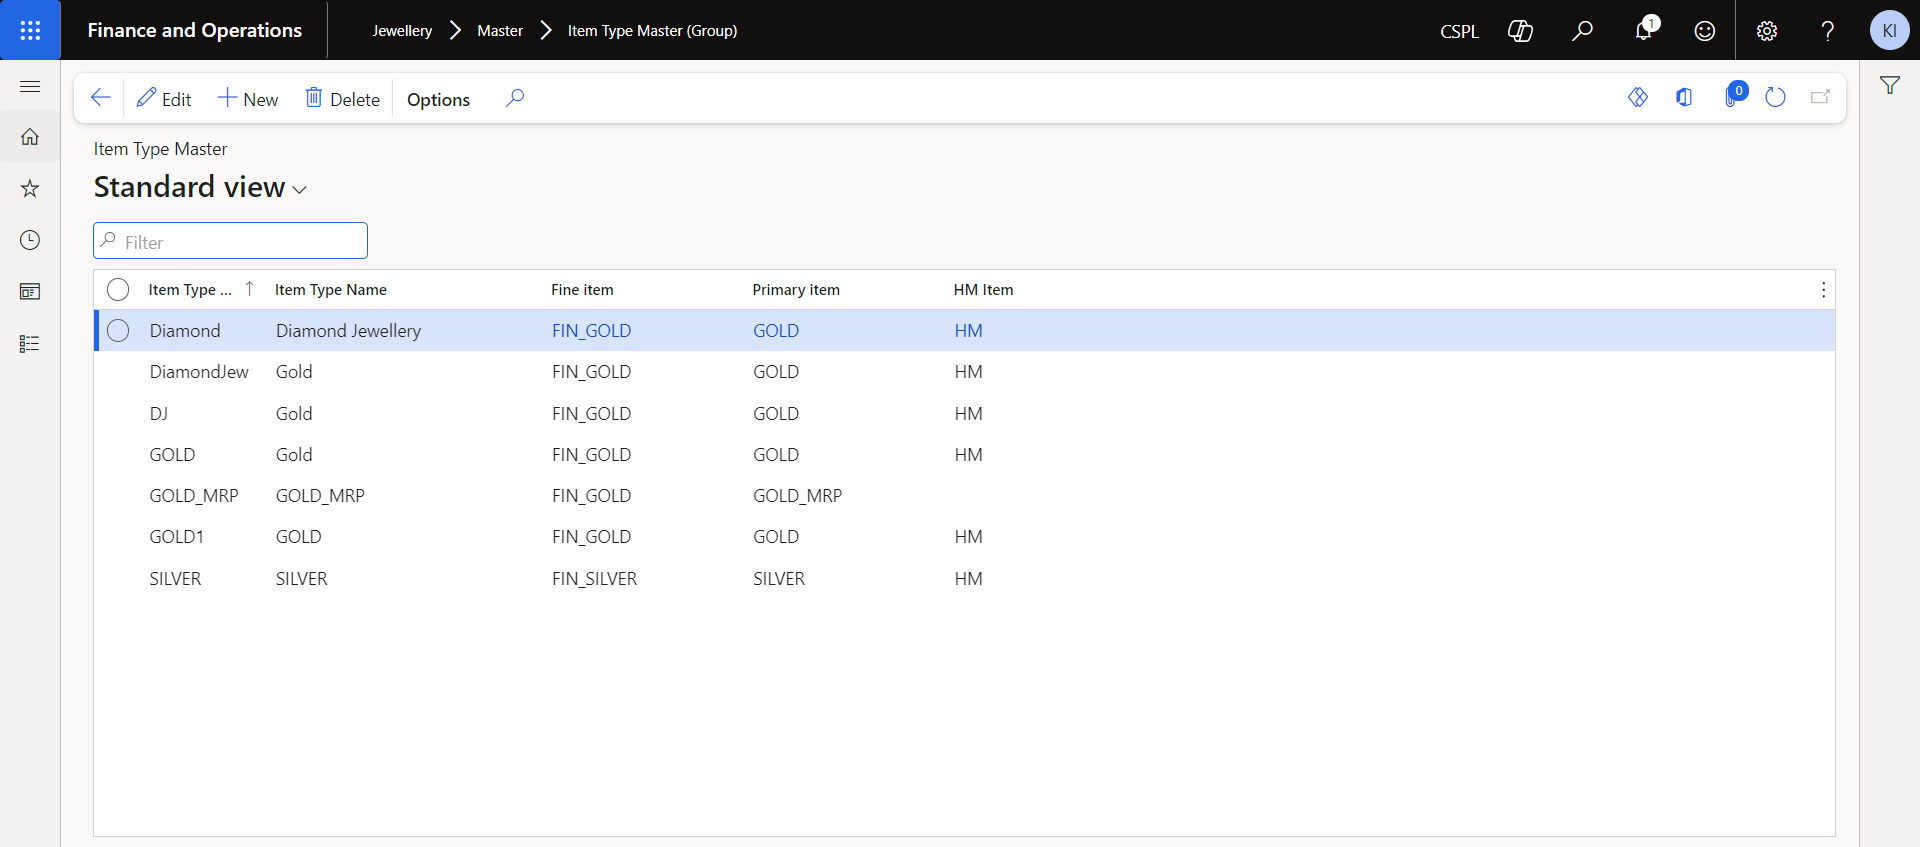 Finance and Operations
Jewellery Master Item Type Master (Group)
CSPL 1 ? KI
Edit New Delete Options 0
Item Type Master
Standard view
Filter
Item Type ... ↑ Item Type Name Fine item Primary item HM Item
Diamond Diamond Jewellery FIN_GOLD GOLD HM
DiamondJew Gold FIN_GOLD GOLD HM
DJ Gold FIN_GOLD GOLD HM
GOLD Gold FIN_GOLD GOLD HM
GOLD_MRP GOLD_MRP FIN_GOLD GOLD_MRP
GOLD1 GOLD FIN_GOLD GOLD HM
SILVER SILVER FIN_SILVER SILVER HM